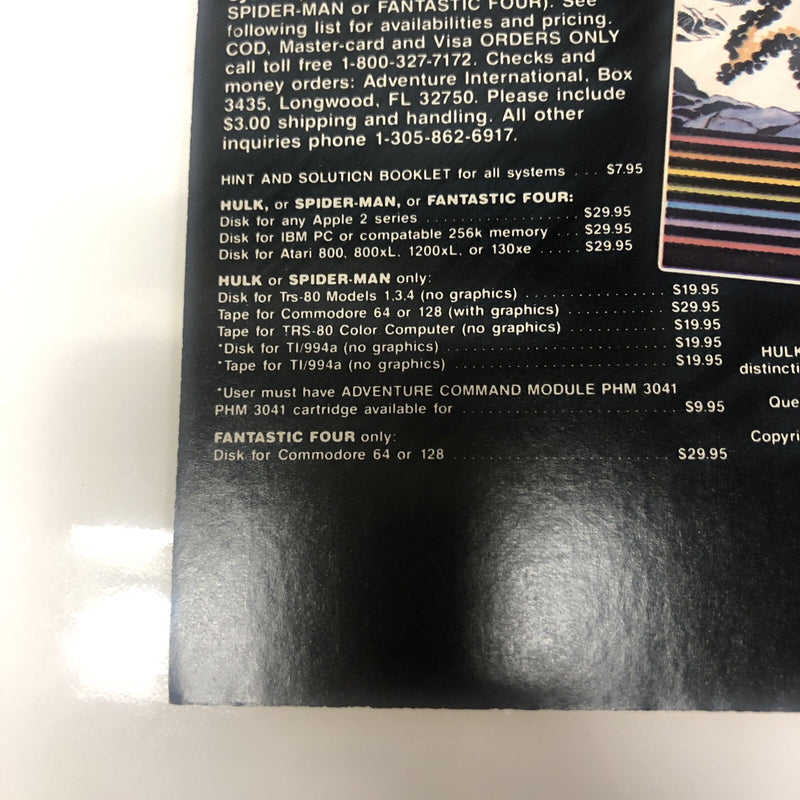 SPIDER-MAN or FANTASTIC FOUR). See
following list for availabilities and pricing.
COD, Master-card and Visa ORDERS ONLY
call toll free 1-800-327-7172. Checks and
money orders: Adventure International, Box
3435, Longwood, FL 32750. Please include
$3.00 shipping and handling. All other
inquiries phone 1-305-862-6917.
HINT AND SOLUTION BOOKLET for all systems . . . $7.95
HULK, or SPIDER-MAN, or FANTASTIC FOUR:
Disk for any Apple 2 series . . . . . . . . . . . . . . . . . . . . . $29.95
Disk for IBM PC or compatable 256k memory . . . . $29.95
Disk for Atari 800, 800xL, 1200xL, or 130xe . . . . . $29.95
HULK or SPIDER-MAN only:
Disk for Trs-80 Models 1,3,4 (no graphics) . . . . . . . . . . . . . . . . . . $19.95
Tape for Commodore 64 or 128 (with graphics) . . . . . . . . . . . . . $29.95
Tape for TRS-80 Color Computer (no graphics) . . . . . . . . . . . . . $19.95
*Disk for TI/994a (no graphics) . . . . . . . . . . . . . . . . . . . . . . . . . . . $19.95
*Tape for TI/994a (no graphics) . . . . . . . . . . . . . . . . . . . . . . . . . . . $19.95
*User must have ADVENTURE COMMAND MODULE PHM 3041
PHM 3041 cartridge available for . . . . . . . . . . . . . . . . . . . . . . . . . . . $9.95
FANTASTIC FOUR only:
Disk for Commodore 64 or 128 . . . . . . . . . . . . . . . . . . . . . . . . . . . $29.95
HULK
distincti
Que
Copyri